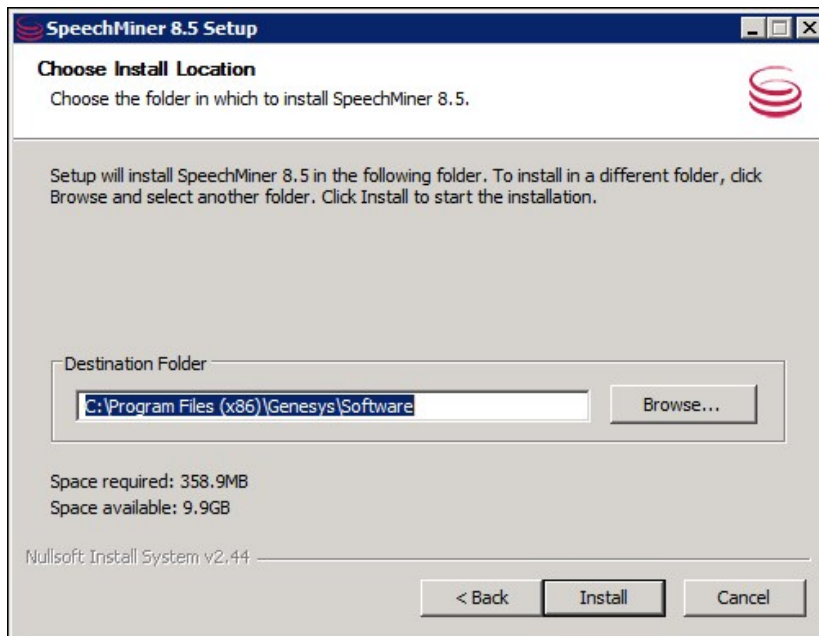 SpeechMiner 8.5 Setup
Choose Install Location
Choose the folder in which to install SpeechMiner 8.5.
Setup will install SpeechMiner 8.5 in the following folder. To install in a different folder, click
Browse and select another folder. Click Install to start the installation.
Destination Folder
C:\Program Files (x86)\Genesys\Software
Browse...
Space required: 358.9MB
Space available: 9.9GB
Nullsoft Install System v2.44
< Back
Install
Cancel